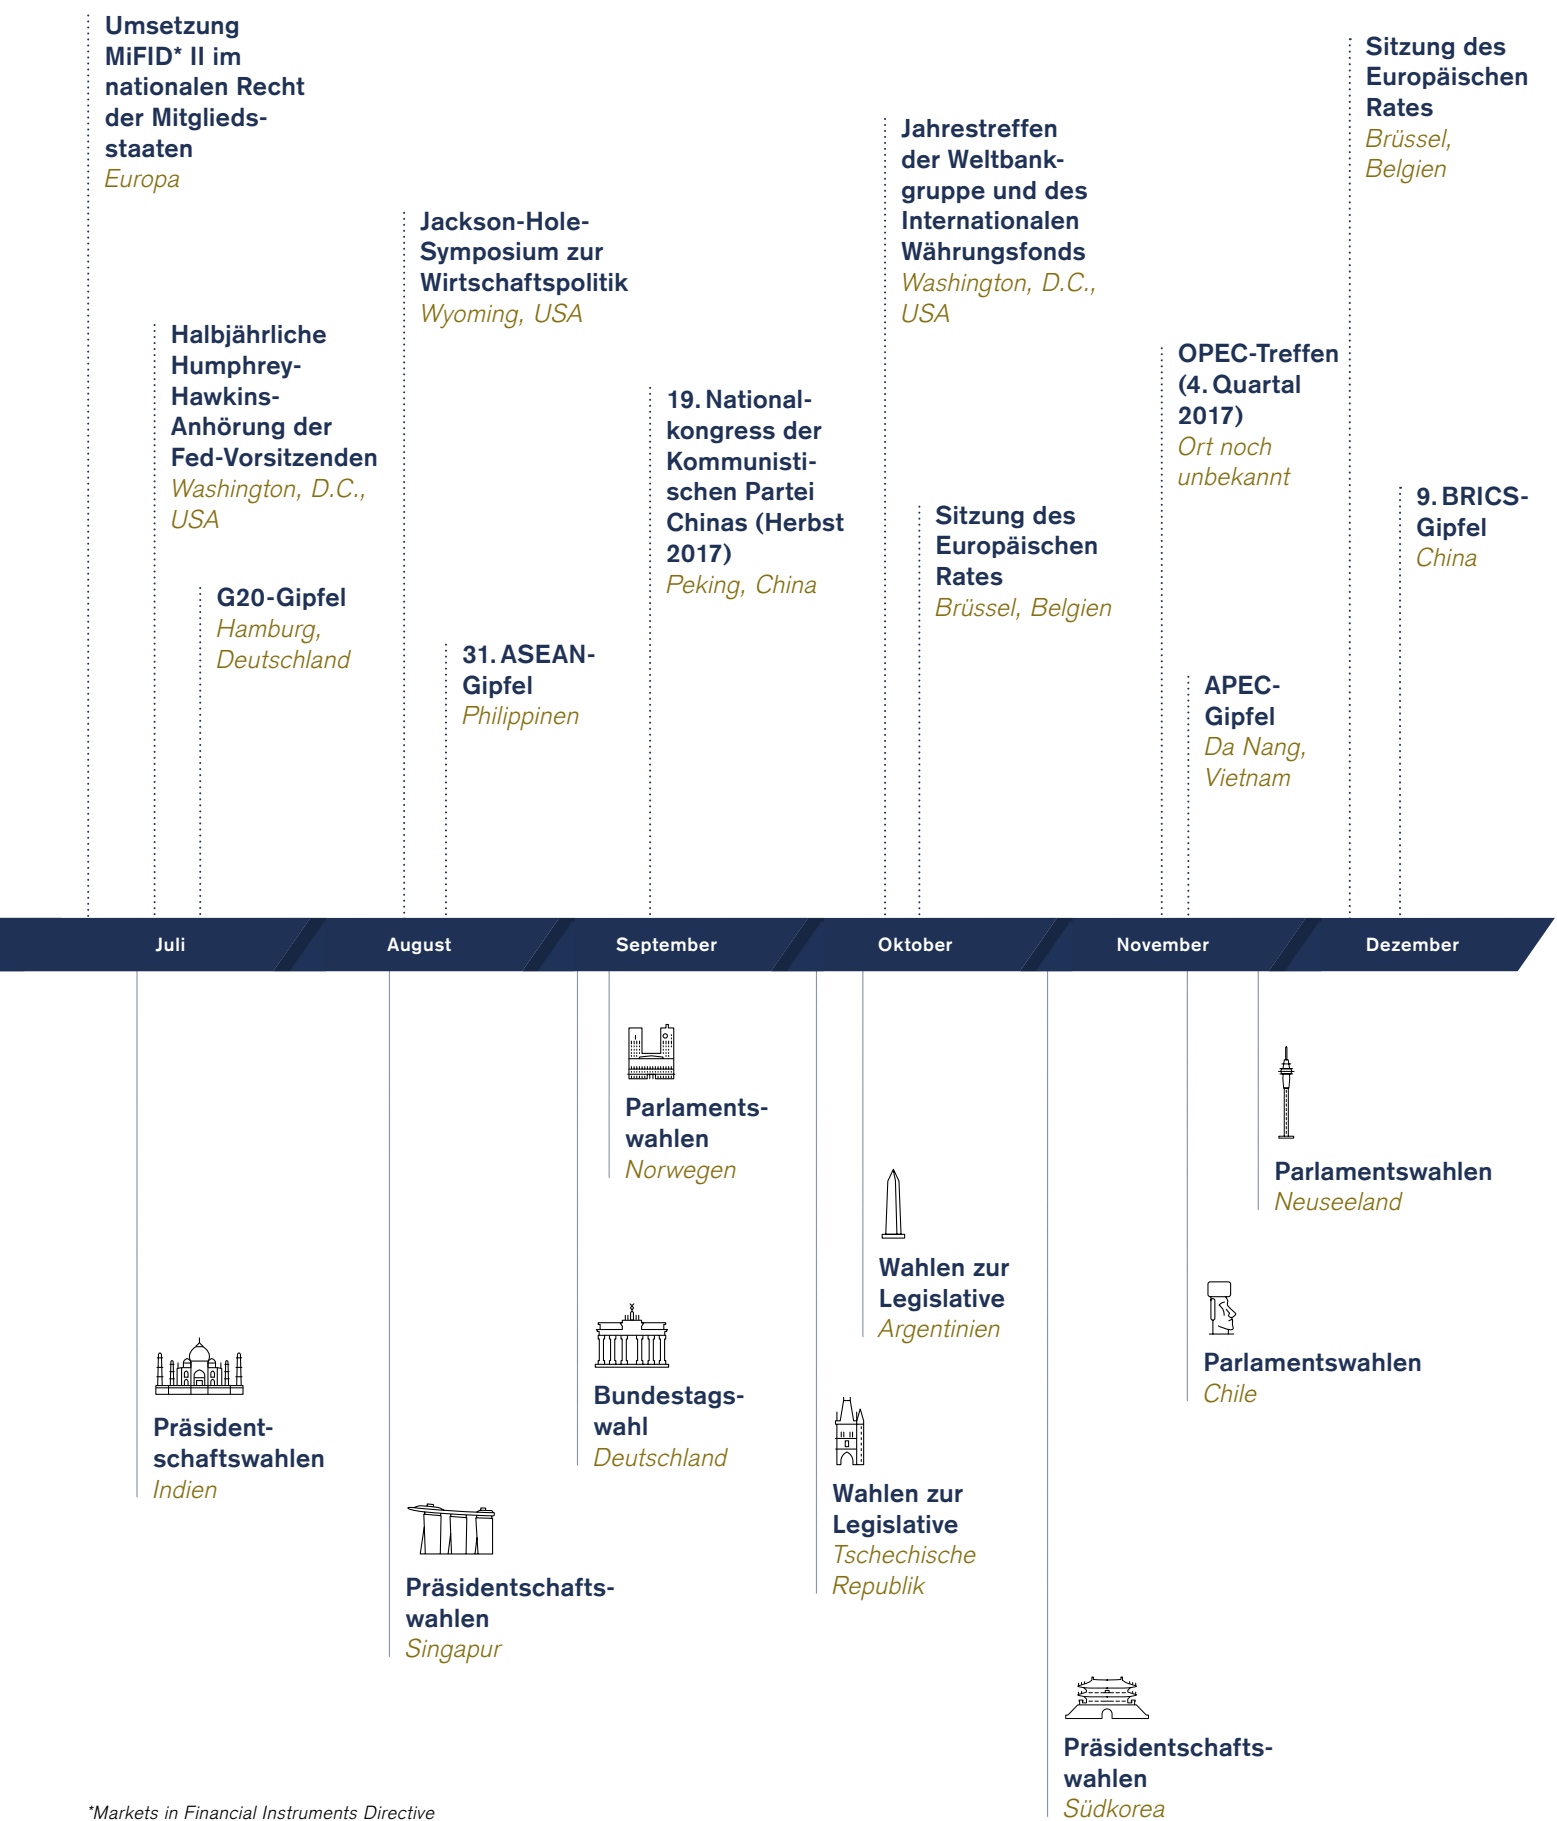 Umsetzung
MiFID* II im
nationalen Recht
der Mitglieds-
staaten
Europa
Halbjährliche
Humphrey-
Hawkins-
Anhörung der
Fed-Vorsitzenden
Washington, D.C.,
USA
G20-Gipfel
Hamburg,
Deutschland
Jackson-Hole-
Symposium zur
Wirtschaftspolitik
Wyoming, USA
31. ASEAN-
Gipfel
Philippinen
19. National-
kongress der
Kommunisti-
schen Partei
Chinas (Herbst
2017)
Peking, China
Jahrestreffen
der Weltbank-
gruppe und des
Internationalen
Währungsfonds
Washington, D.C.,
USA
Sitzung des
Europäischen
Rates
Brüssel, Belgien
OPEC-Treffen
(4. Quartal
2017)
Ort noch
unbekannt
APEC-
Gipfel
Da Nang,
Vietnam
Sitzung des
Europäischen
Rates
Brüssel,
Belgien
9. BRICS-
Gipfel
China
Juli
August
September
Oktober
November
Dezember
Präsident-
schaftswahlen
Indien
Präsidentschafts-
wahlen
Singapur
Bundestags-
wahl
Deutschland
Parlaments-
wahlen
Norwegen
Wahlen zur
Legislative
Tschechische
Republik
Wahlen zur
Legislative
Argentinien
Präsidentschafts-
wahlen
Südkorea
Parlamentswahlen
Chile
Parlamentswahlen
Neuseeland
*Markets in Financial Instruments Directive